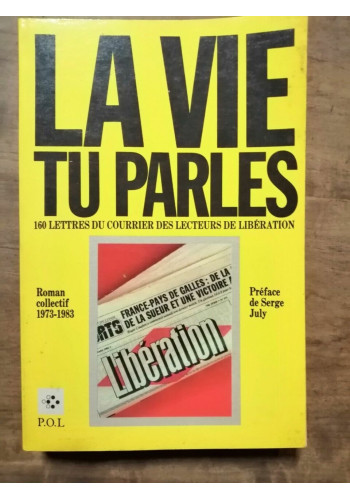 LA VIE
TU PARLES
160 LETTRES DU COURRIER DES LECTEURS DE LIBÉRATION
Roman
collectif
1973-1983
Préface
de Serge
July
FRANCE-PAYS DE GALLES: DE LA
DE LA SUEUR ET UNE VICTOIRE
Libération
P.O.L